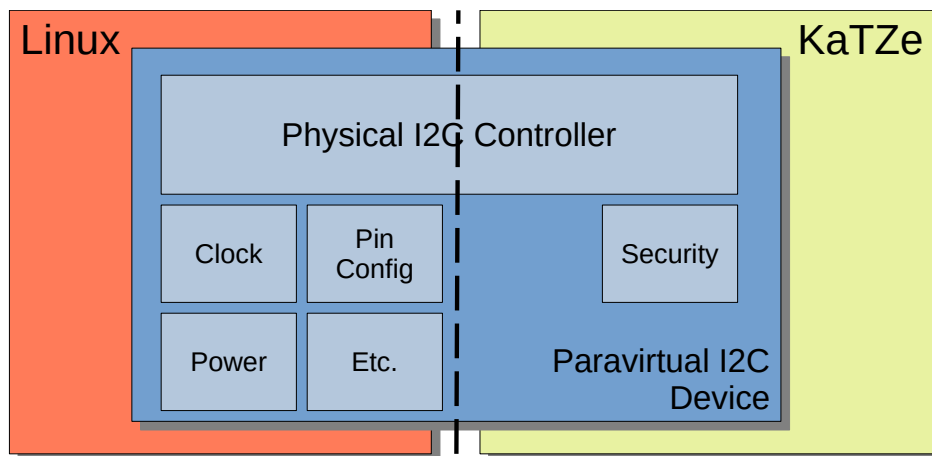 Linux
KaTZe
Physical I2C Controller
Clock
Pin
Config
Security
Power
Etc.
Paravirtual I2C
Device